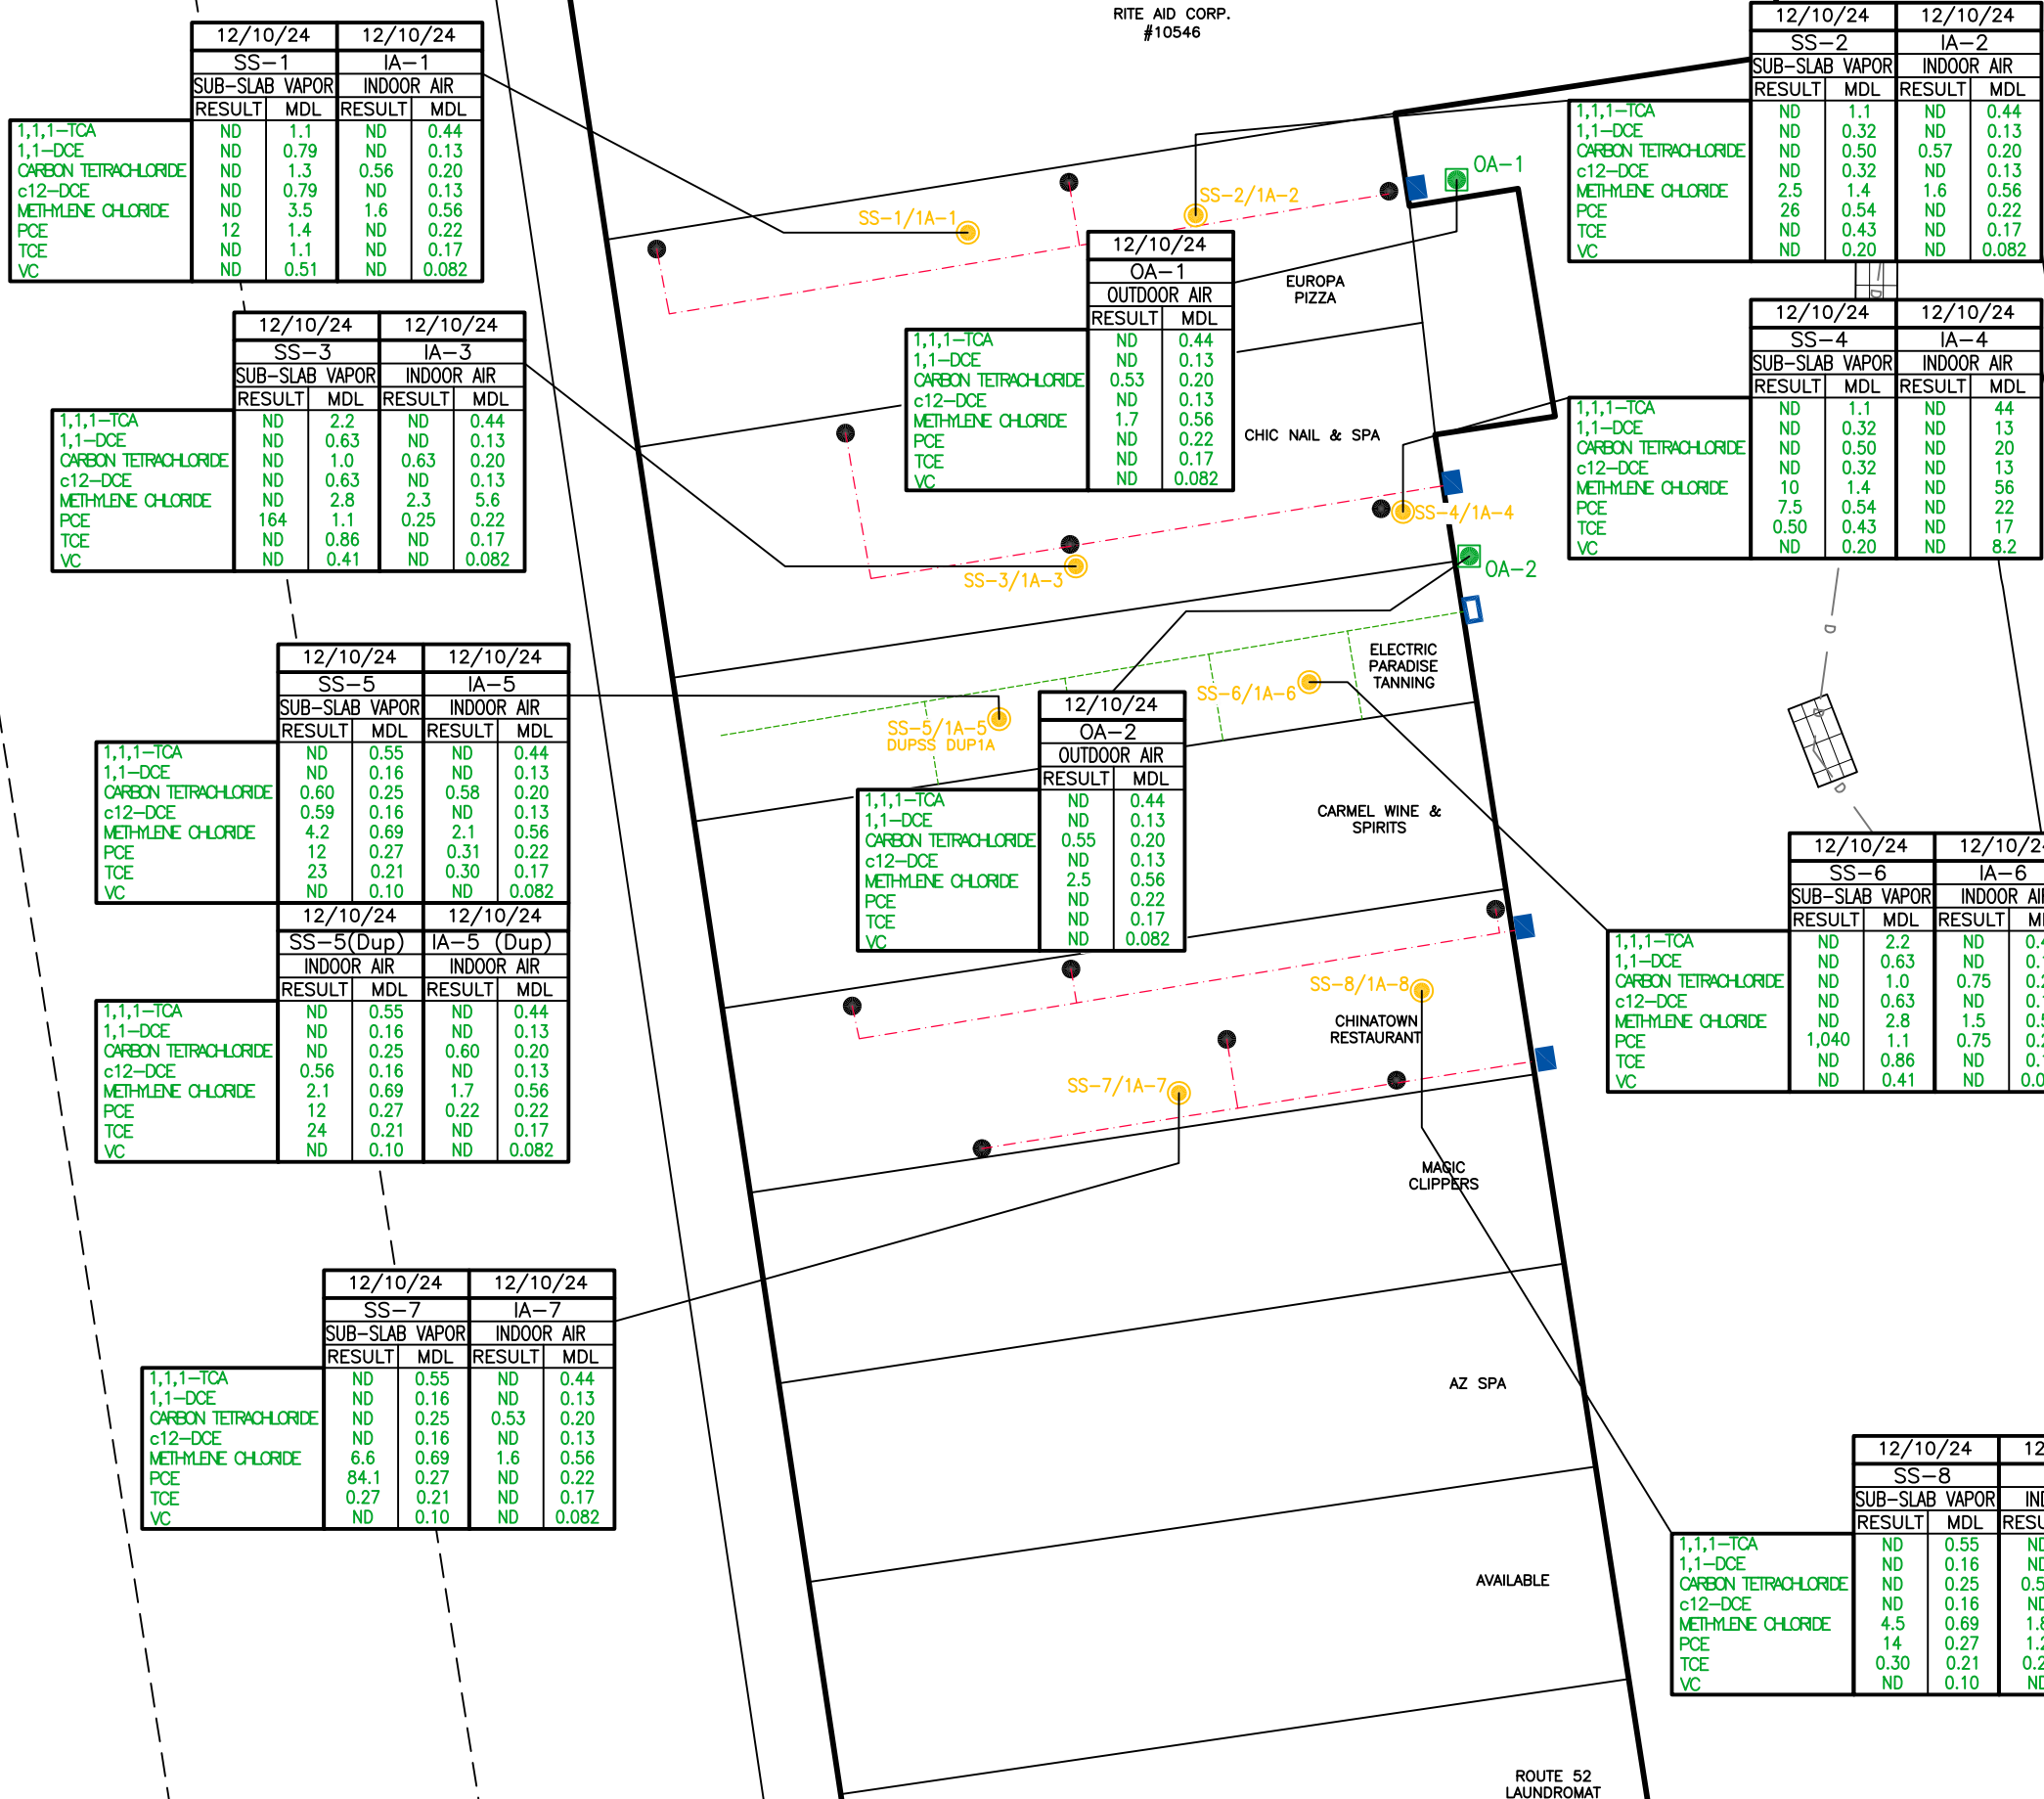 RITE AID CORP.
#10546
12/10/24 12/10/24
SS-1 IA-1
SUB-SLAB VAPOR INDOOR AIR
RESULT MDL RESULT MDL
1,1,1-TCA ND 1.1 ND 0.44
1,1-DCE ND 0.79 ND 0.13
CARBON TETRACHLORIDE ND 1.3 0.56 0.20
c12-DCE ND 0.79 ND 0.13
METHYLENE CHLORIDE ND 3.5 1.6 0.56
PCE 12 1.4 ND 0.22
TCE ND 1.1 ND 0.17
VC ND 0.51 ND 0.082
12/10/24 12/10/24
SS-2 IA-2
SUB-SLAB VAPOR INDOOR AIR
RESULT MDL RESULT MDL
1,1,1-TCA ND 1.1 ND 0.44
1,1-DCE ND 0.32 ND 0.13
CARBON TETRACHLORIDE ND 0.50 0.57 0.20
c12-DCE ND 0.32 ND 0.13
METHYLENE CHLORIDE 2.5 1.4 1.6 0.56
PCE 26 0.54 ND 0.22
TCE ND 0.43 ND 0.17
VC ND 0.20 ND 0.082
OA-1
SS-2/1A-2
SS-1/1A-1
12/10/24
OA-1
OUTDOOR AIR
RESULT MDL
1,1,1-TCA ND 0.44
1,1-DCE ND 0.13
CARBON TETRACHLORIDE 0.53 0.20
c12-DCE ND 0.13
METHYLENE CHLORIDE 1.7 0.56
PCE ND 0.22
TCE ND 0.17
VC ND 0.082
EUROPA
PIZZA
D
12/10/24 12/10/24
SS-3 IA-3
SUB-SLAB VAPOR INDOOR AIR
RESULT MDL RESULT MDL
1,1,1-TCA ND 2.2 ND 0.44
1,1-DCE ND 0.63 ND 0.13
CARBON TETRACHLORIDE ND 1.0 0.63 0.20
c12-DCE ND 0.63 ND 0.13
METHYLENE CHLORIDE ND 2.8 2.3 5.6
PCE 164 1.1 0.25 0.22
TCE ND 0.86 ND 0.17
VC ND 0.41 ND 0.082
12/10/24 12/10/24
SS-4 IA-4
SUB-SLAB VAPOR INDOOR AIR
RESULT MDL RESULT MDL
1,1,1-TCA ND 1.1 ND 44
1,1-DCE ND 0.32 ND 13
CARBON TETRACHLORIDE ND 0.50 ND 20
c12-DCE ND 0.32 ND 13
METHYLENE CHLORIDE 10 1.4 ND 56
PCE 7.5 0.54 ND 22
TCE 0.50 0.43 ND 17
VC ND 0.20 ND 8.2
CHIC NAIL & SPA
SS-4/1A-4
SS-3/1A-3
OA-2
D
ELECTRIC
PARADISE
TANNING
SS-6/1A-6
SS-5/1A-5
DUPSS DUP1A
12/10/24 12/10/24
SS-5 IA-5
SUB-SLAB VAPOR INDOOR AIR
RESULT MDL RESULT MDL
1,1,1-TCA ND 0.55 ND 0.44
1,1-DCE ND 0.16 ND 0.13
CARBON TETRACHLORIDE 0.60 0.25 0.58 0.20
c12-DCE 0.59 0.16 ND 0.13
METHYLENE CHLORIDE 4.2 0.69 2.1 0.56
PCE 12 0.27 0.31 0.22
TCE 23 0.21 0.30 0.17
VC ND 0.10 ND 0.082
12/10/24 12/10/24
SS-5(Dup) IA-5 (Dup)
INDOOR AIR INDOOR AIR
RESULT MDL RESULT MDL
1,1,1-TCA ND 0.55 ND 0.44
1,1-DCE ND 0.16 ND 0.13
CARBON TETRACHLORIDE ND 0.25 0.60 0.20
c12-DCE 0.56 0.16 ND 0.13
METHYLENE CHLORIDE 2.1 0.69 1.7 0.56
PCE 12 0.27 0.22 0.22
TCE 24 0.21 ND 0.17
VC ND 0.10 ND 0.082
12/10/24
OA-2
OUTDOOR AIR
RESULT MDL
1,1,1-TCA ND 0.44
1,1-DCE ND 0.13
CARBON TETRACHLORIDE 0.55 0.20
c12-DCE ND 0.13
METHYLENE CHLORIDE 2.5 0.56
PCE ND 0.22
TCE ND 0.17
VC ND 0.082
CARMEL WINE &
SPIRITS
D
D
12/10/24 12/10/2
SS-6 IA-6
SUB-SLAB VAPOR INDOOR AI
RESULT MDL RESULT M
1,1,1-TCA ND 2.2 ND 0.4
1,1-DCE ND 0.63 ND 0.1
CARBON TETRACHLORIDE ND 1.0 0.75 0.2
c12-DCE ND 0.63 ND 0.1
METHYLENE CHLORIDE ND 2.8 1.5 0.5
PCE 1,040 1.1 0.75 0.2
TCE ND 0.86 ND 0.1
VC ND 0.41 ND 0.0
SS-8/1A-8
CHINATOWN
RESTAURANT
SS-7/1A-7
MAGIC
CLIPPERS
12/10/24 12/10/24
SS-7 IA-7
SUB-SLAB VAPOR INDOOR AIR
RESULT MDL RESULT MDL
1,1,1-TCA ND 0.55 ND 0.44
1,1-DCE ND 0.16 ND 0.13
CARBON TETRACHLORIDE ND 0.25 0.53 0.20
c12-DCE ND 0.16 ND 0.13
METHYLENE CHLORIDE 6.6 0.69 1.6 0.56
PCE 84.1 0.27 ND 0.22
TCE 0.27 0.21 ND 0.17
VC ND 0.10 ND 0.082
AZ SPA
12/10/24 12
SS-8
SUB-SLAB VAPOR IN
RESULT MDL RESU
1,1,1-TCA ND 0.55 ND
1,1-DCE ND 0.16 ND
CARBON TETRACHLORIDE ND 0.25 0.5
c12-DCE ND 0.16 ND
METHYLENE CHLORIDE 4.5 0.69 1.8
PCE 14 0.27 1.2
TCE 0.30 0.21 0.2
VC ND 0.10 ND
AVAILABLE
ROUTE 52
LAUNDROMAT